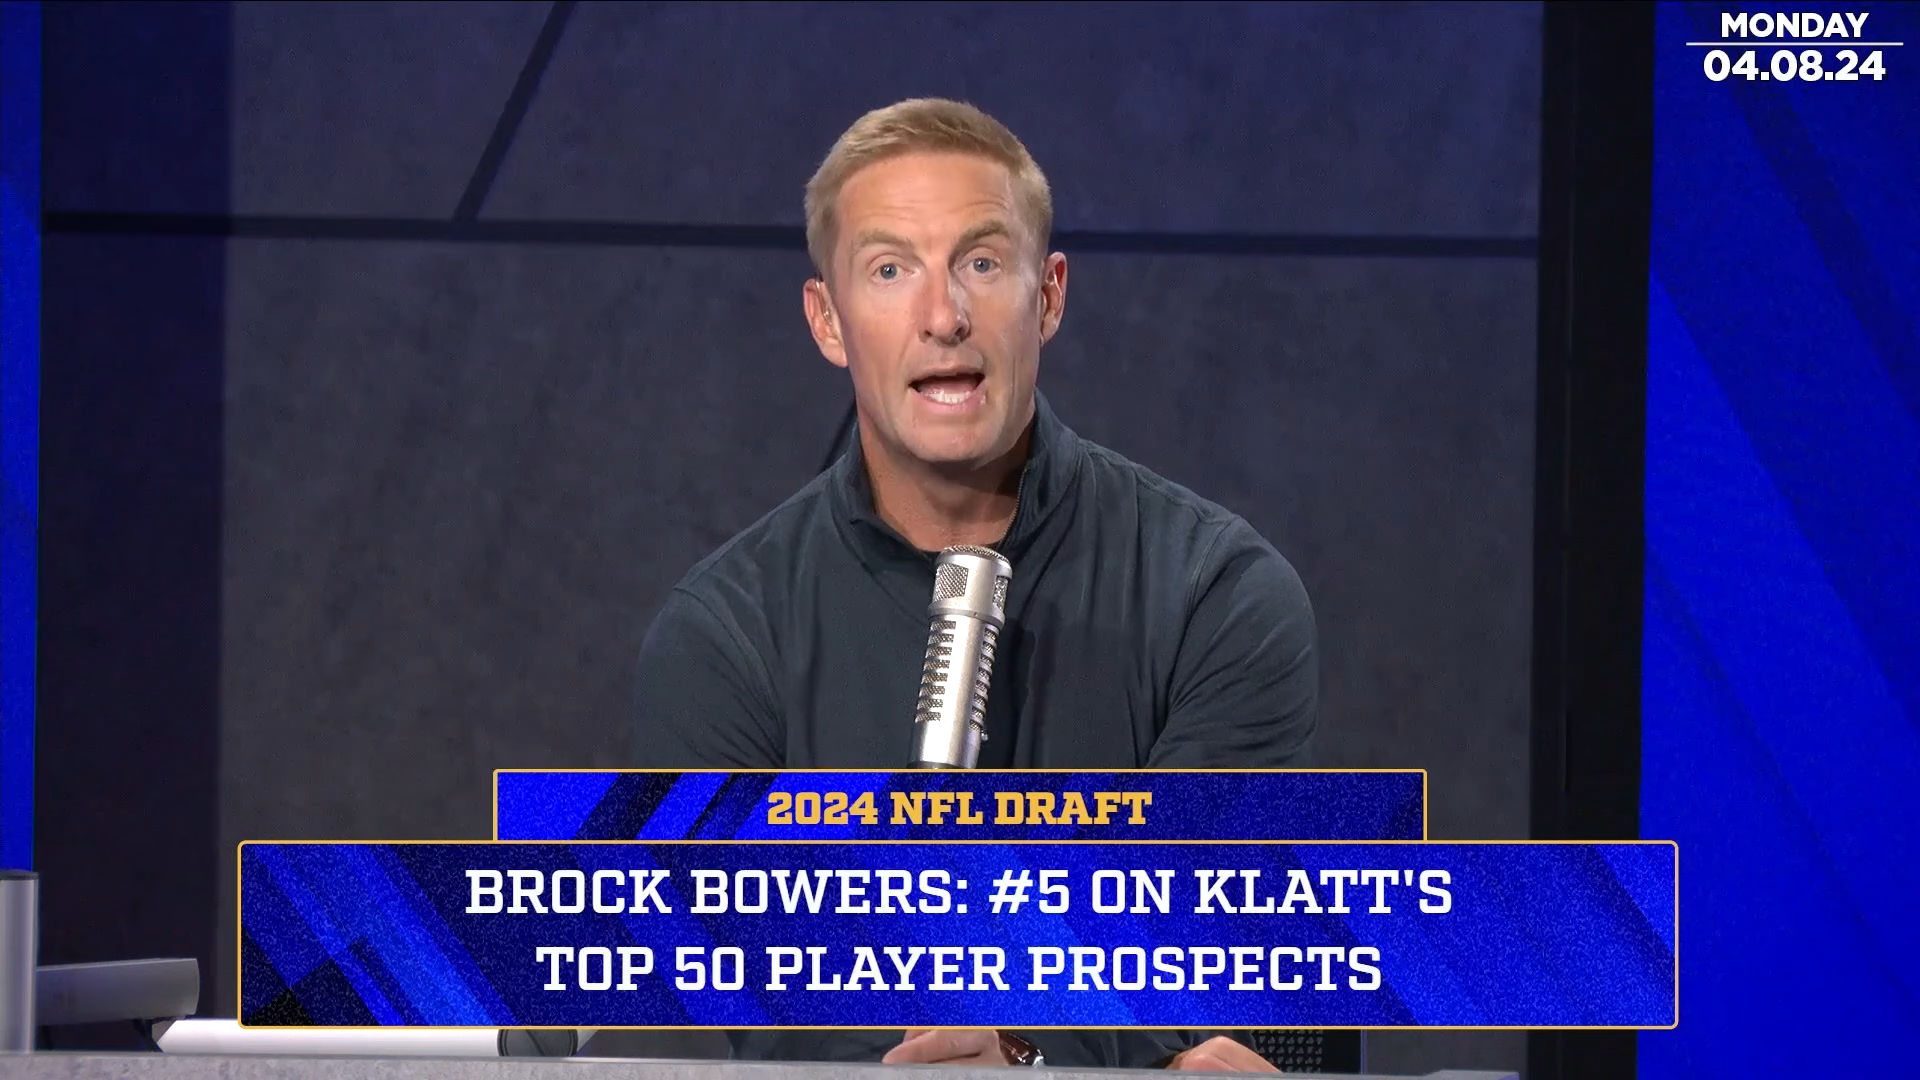 MONDAY
04.08.24
2024 NFL DRAFT
BROCK BOWERS: #5 ON KLATT'S
TOP 50 PLAYER PROSPECTS